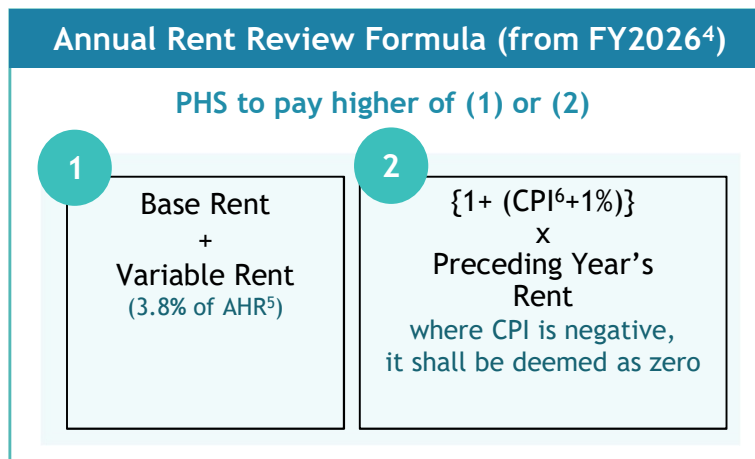 Annual Rent Review Formula (from FY2026⁴)
PHS to pay higher of (1) or (2)
1
Base Rent
+
Variable Rent
(3.8% of AHR⁵)
2
{1+ (CPI⁶+1%)}
x
Preceding Year’s
Rent
where CPI is negative,
it shall be deemed as zero